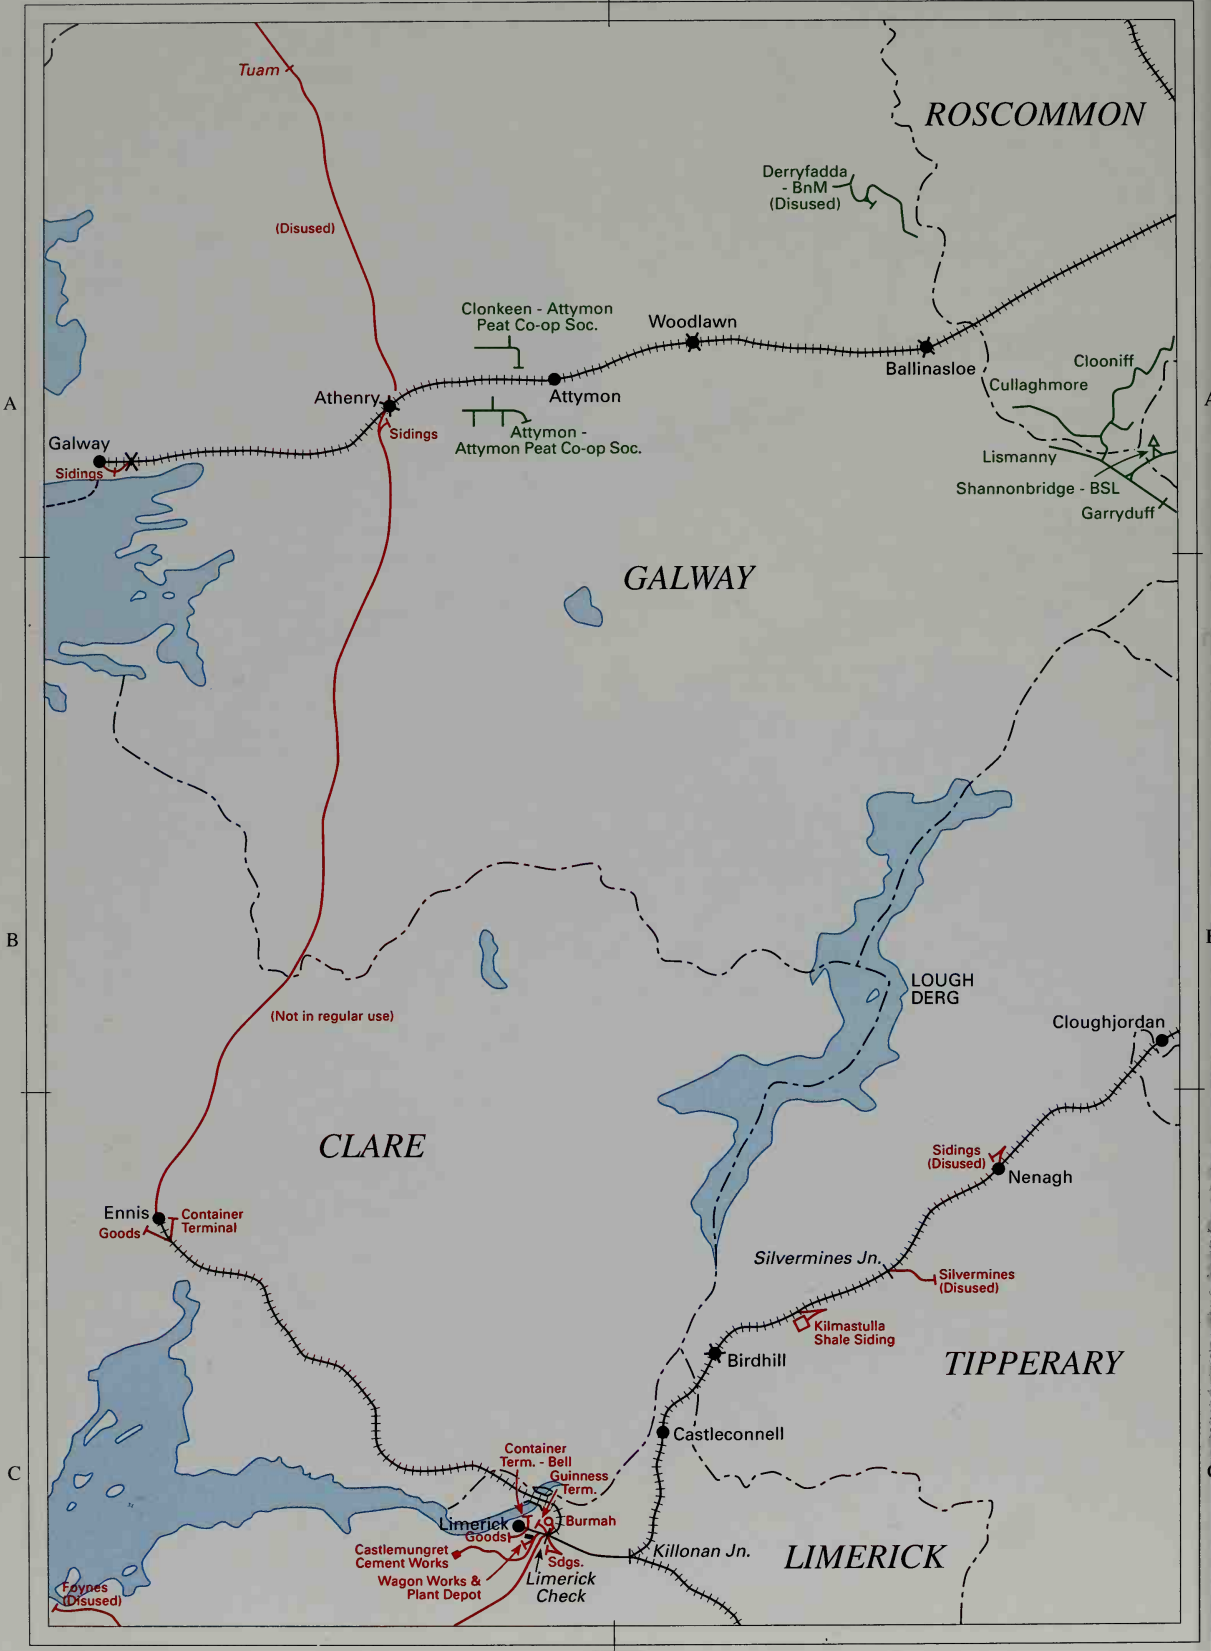 Tuam
ROSCOMMON
Derryfadda
- BnM
(Disused)
(Disused)
Clonkeen - Attymon
Peat Co-op Soc.
Woodlawn
Ballinasloe
Clooniff
Cullaghmore
Athenry
Attymon
A
A
Sidings
Attymon -
Attymon Peat Co-op Soc.
Galway
Sidings
Lismanny
Shannonbridge - BSL
Garryduff
GALWAY
B
LOUGH
DERG
(Not in regular use)
Cloughjordan
CLARE
Sidings
(Disused)
Nenagh
Ennis
Container
Terminal
Goods
Silvermines Jn.
Silvermines
(Disused)
Kilmastulla
Shale Siding
Birdhill
TIPPERARY
Castleconnell
C
Container
Term. - Bell
Guinness
Term.
Limerick
Burmah
Goods
Castlemungret
Cement Works
Sdgs.
Killonan Jn.
LIMERICK
Wagon Works &
Plant Depot
Limerick
Check
Foynes
(Disused)